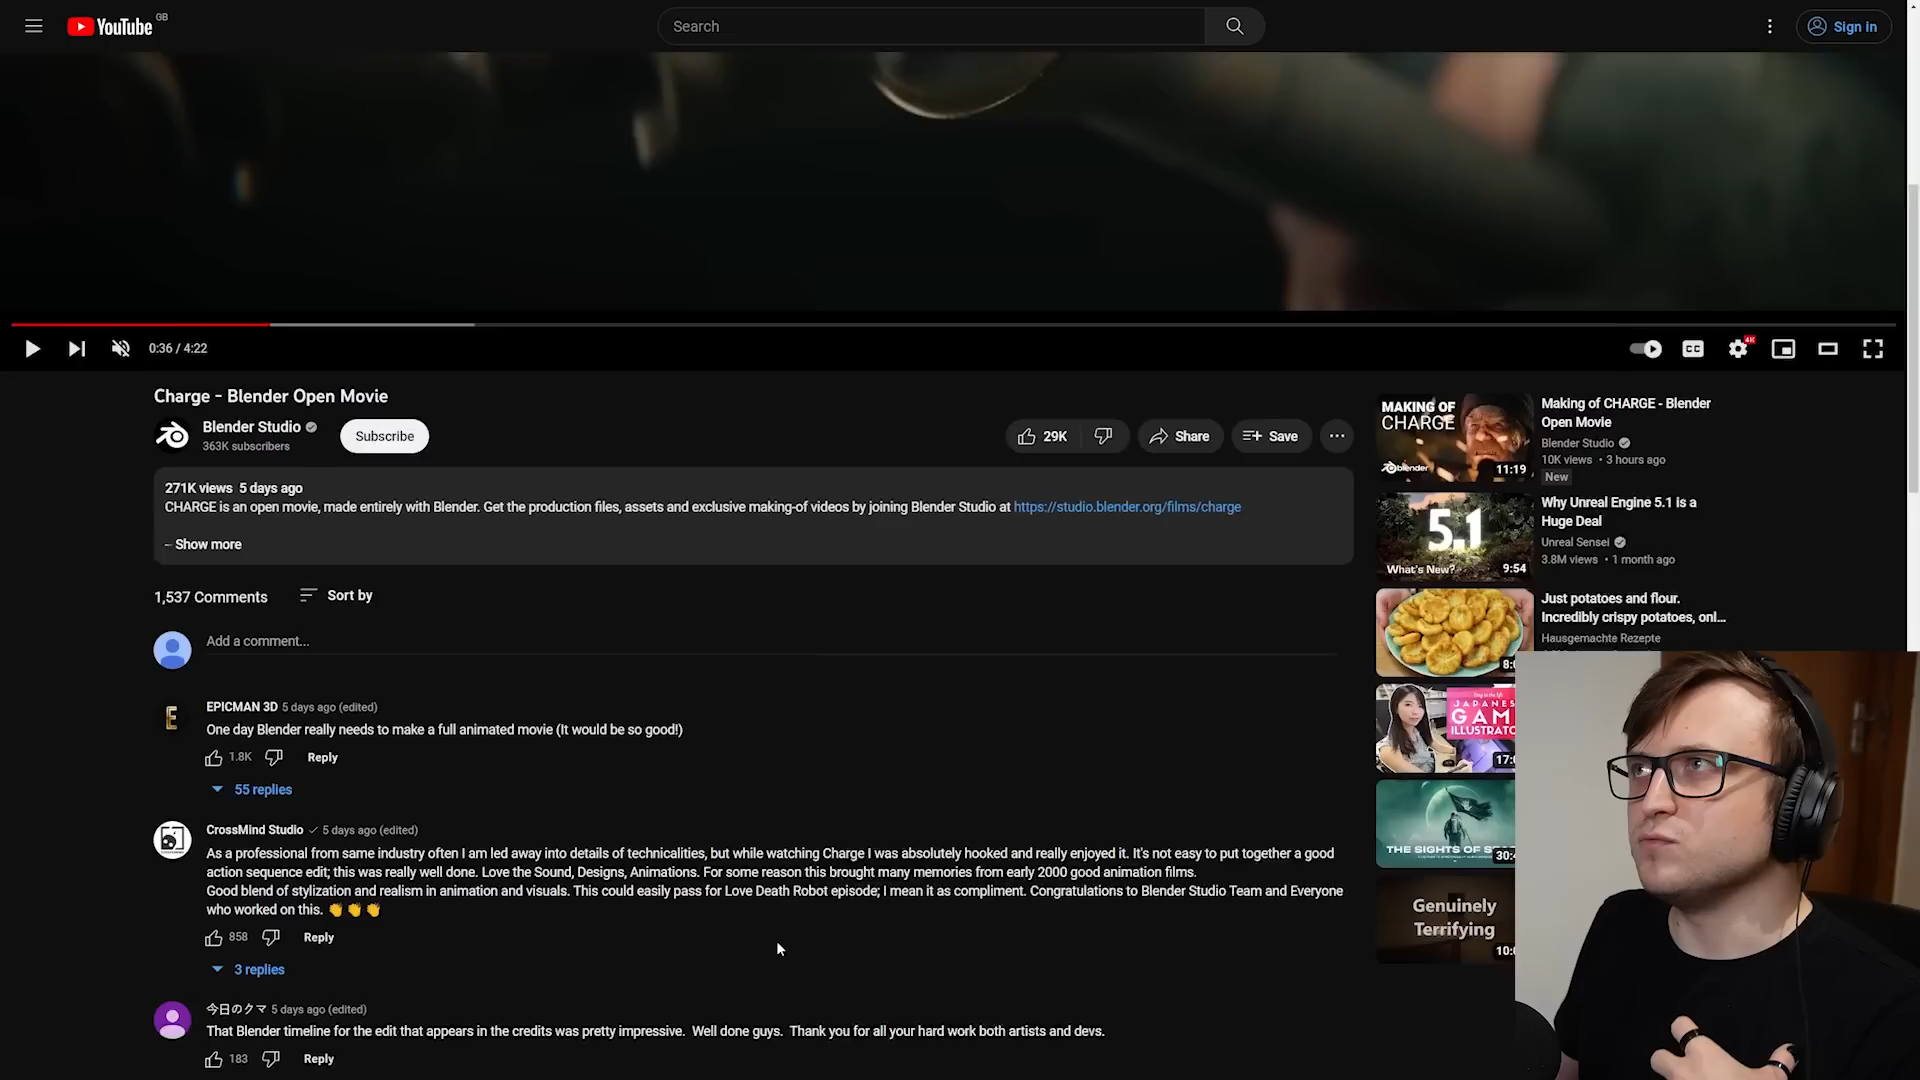 YouTube GB
Search
Sign in
0:36 / 4:22
CC
4K
Charge - Blender Open Movie
Blender Studio
363K subscribers
Subscribe
29K
Share
Save
271K views 5 days ago
CHARGE is an open movie, made entirely with Blender. Get the production files, assets and exclusive making-of videos by joining Blender Studio at https://studio.blender.org/films/charge
Show more
1,537 Comments
Sort by
Add a comment...
E
EPICMAN 3D 5 days ago (edited)
One day Blender really needs to make a full animated movie (It would be so good!)
1.8K
Reply
55 replies
CrossMind Studio 5 days ago (edited)
As a professional from same industry often I am led away into details of technicalities, but while watching Charge I was absolutely hooked and really enjoyed it. It's not easy to put together a good
action sequence edit; this was really well done. Love the Sound, Designs, Animations. For some reason this brought many memories from early 2000 good animation films.
Good blend of stylization and realism in animation and visuals. This could easily pass for Love Death Robot episode; I mean it as compliment. Congratulations to Blender Studio Team and Everyone
who worked on this. 👏 👏 👏
858
Reply
3 replies
今日のクマ 5 days ago (edited)
That Blender timeline for the edit that appears in the credits was pretty impressive. Well done guys. Thank you for all your hard work both artists and devs.
183
Reply
MAKING OF
CHARGE
blender
11:19
Making of CHARGE - Blender
Open Movie
Blender Studio
10K views • 3 hours ago
New
5.1
What's New?
9:54
Why Unreal Engine 5.1 is a
Huge Deal
Unreal Sensei
3.8M views • 1 month ago
8:
Just potatoes and flour.
Incredibly crispy potatoes, onl...
Hausgemachte Rezepte
JAPANES
GAM
ILLUSTRATO
17:
THE SIGHTS OF
30:
Genuinely
Terrifying
10: